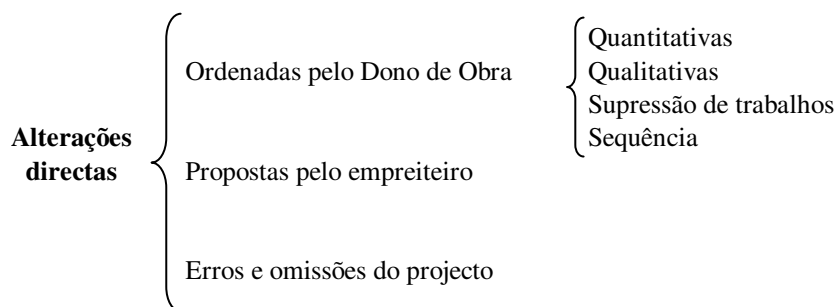 Alterações
directas
Ordenadas pelo Dono de Obra
Quantitativas
Qualitativas
Supressão de trabalhos
Sequência
Propostas pelo empreiteiro
Erros e omissões do projecto